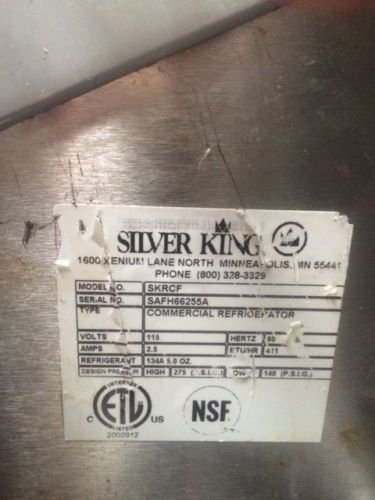 SILVER KING
1600 XENIUM LANE NORTH MINNEAPOLIS, MN 55441
PHONE (800) 328-3329
MODEL NO. SKRCF
SERIAL NO. SAFH66255A
TYPE COMMERCIAL REFRIGERATOR
VOLTS 115 HERTZ 60
AMPS 2.5 BTU/HR 411
REFRIGERANT 134A 5.0 OZ.
DESIGN PRESSURE HIGH 275 (P.S.I.G.) LOW 140 (P.S.I.G.)
INTERTEK
C ETL US
2002912
NSF